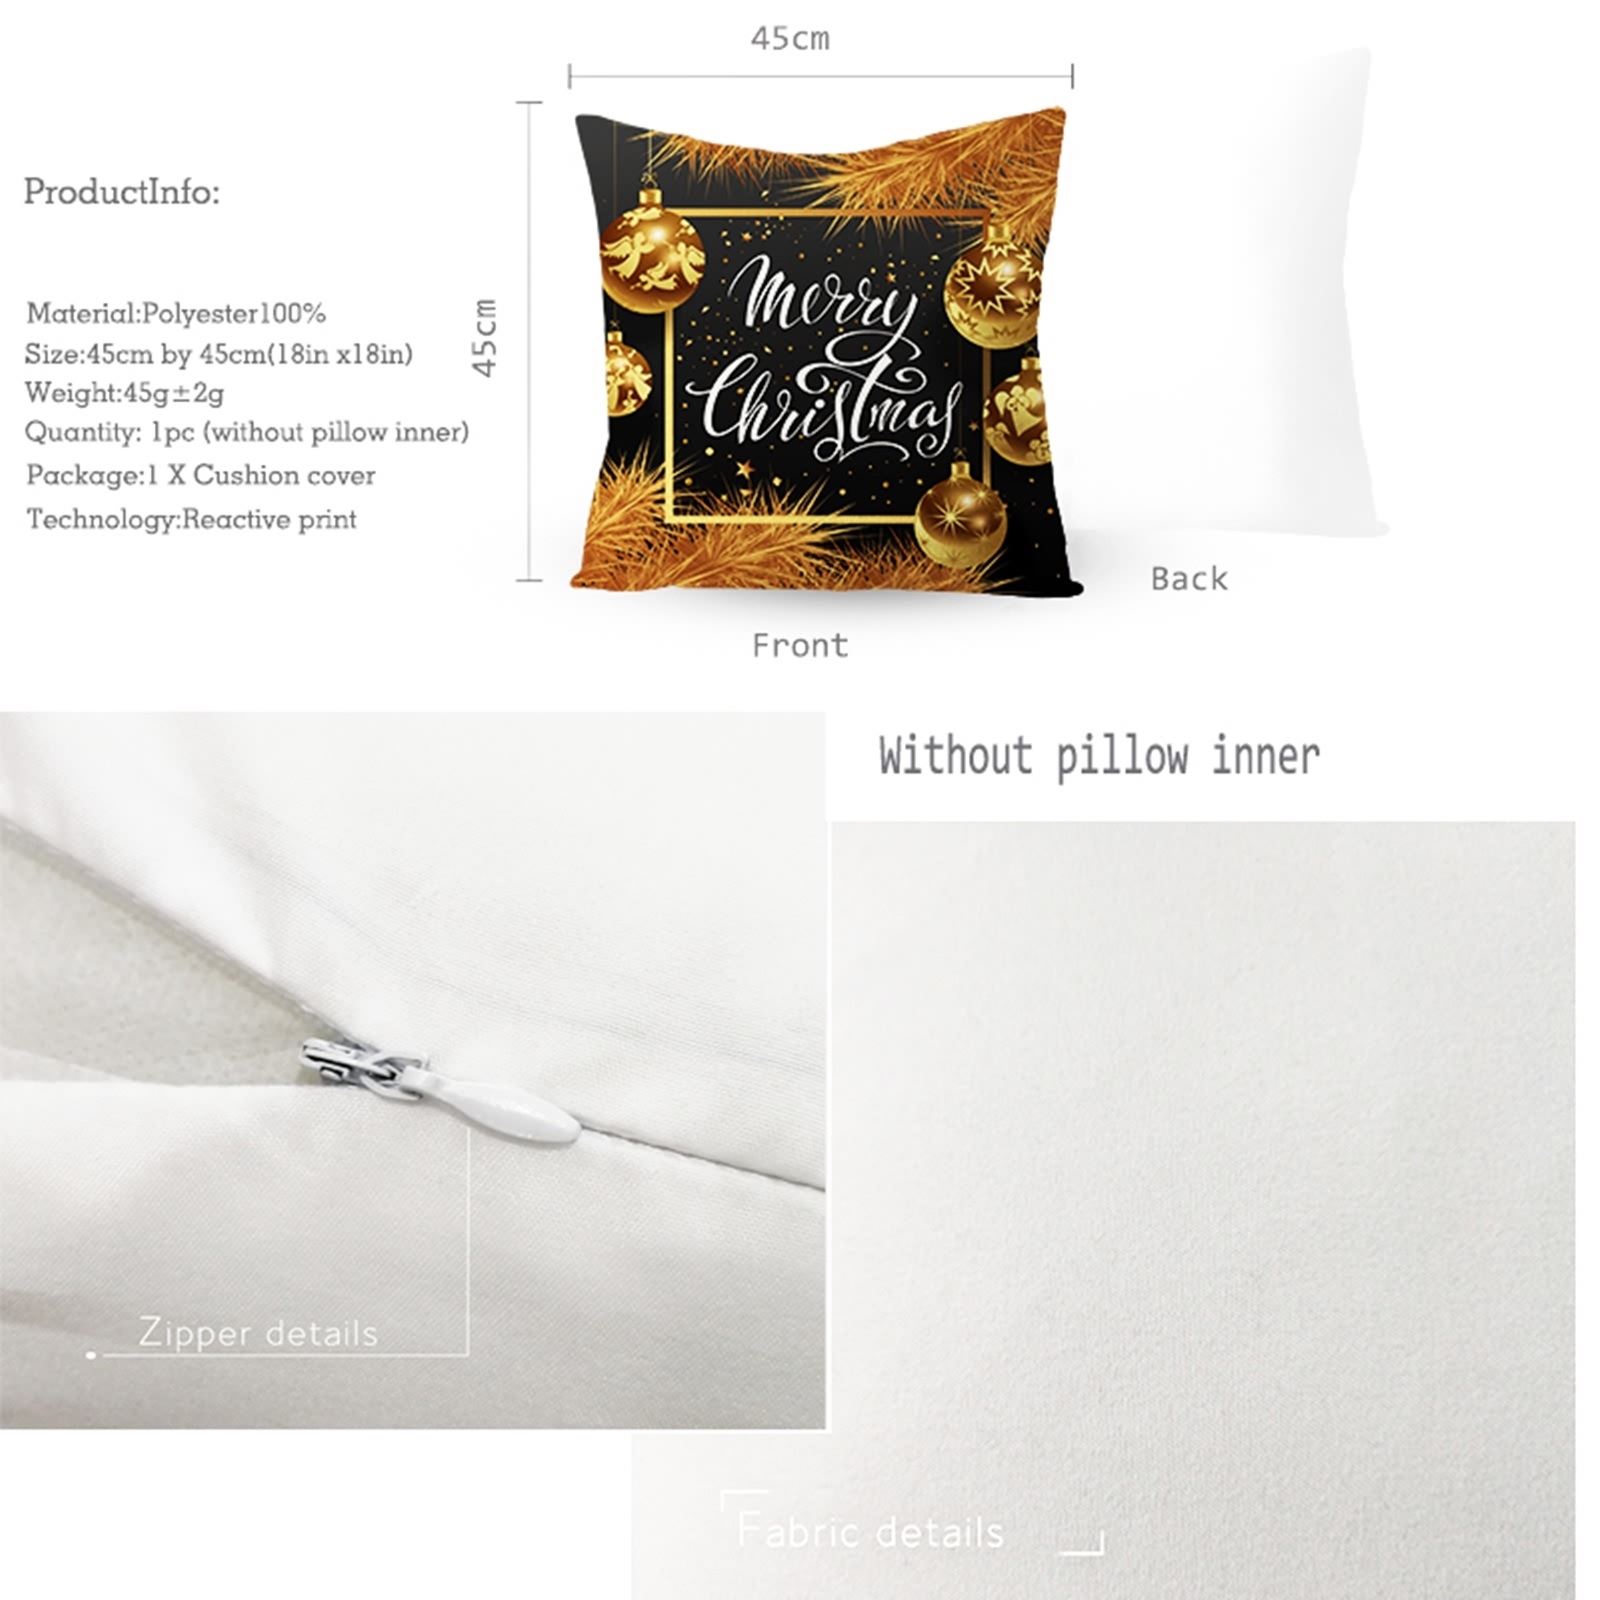 45cm
45cm
ProductInfo:
Material:Polyester100%
Size:45cm by 45cm(18in x18in)
Weight:45g±2g
Quantity: 1pc (without pillow inner)
Package:1 X Cushion cover
Technology:Reactive print
Merry
Christmas
Back
Front
Without pillow inner
Zipper details
Fabric details